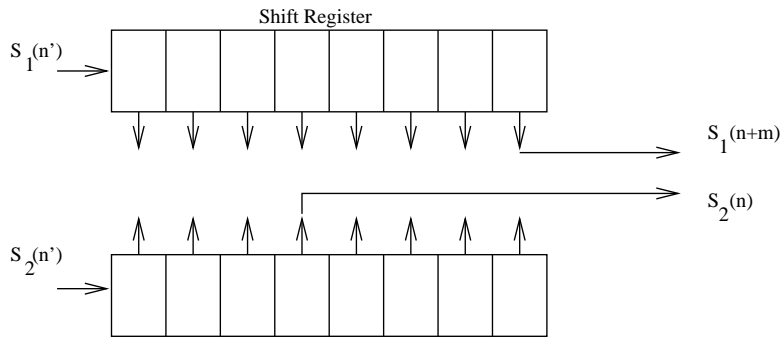 Shift Register
S1(n’)
S1(n+m)
S2(n)
S2(n’)